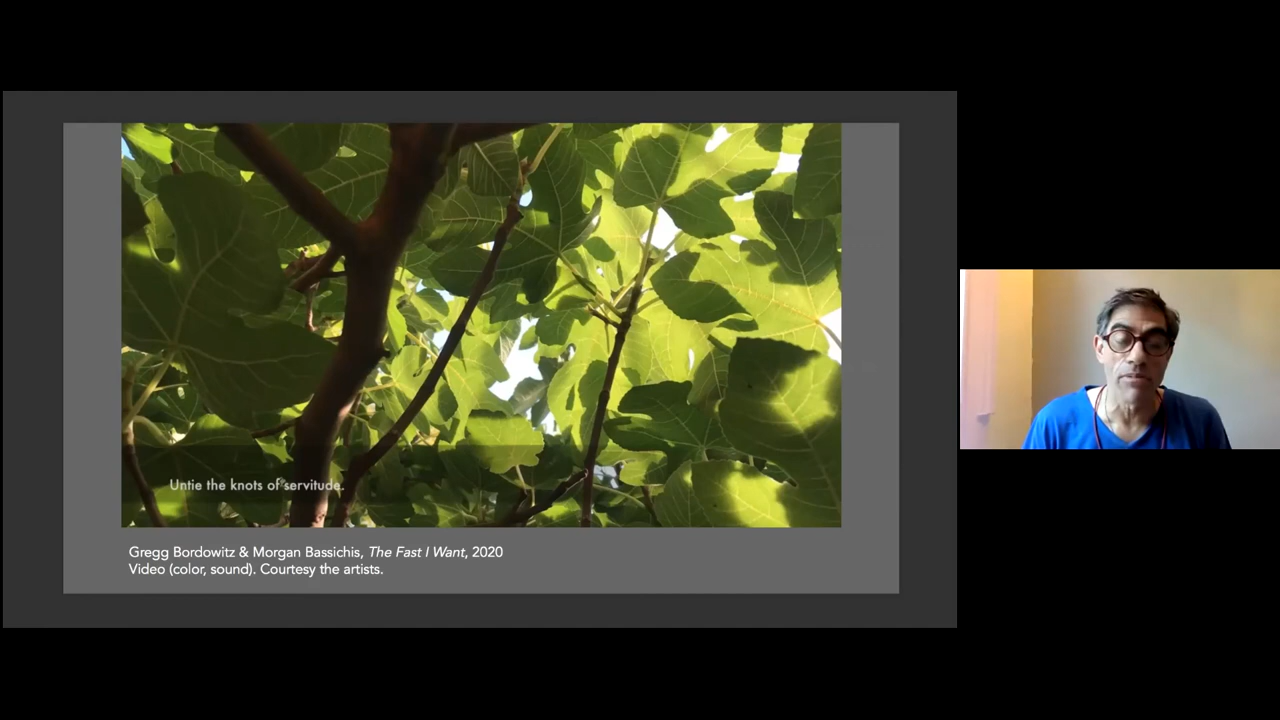 Untie the knots of servitude.
Gregg Bordowitz & Morgan Bassichis, The Fast I Want, 2020
Video (color, sound). Courtesy the artists.